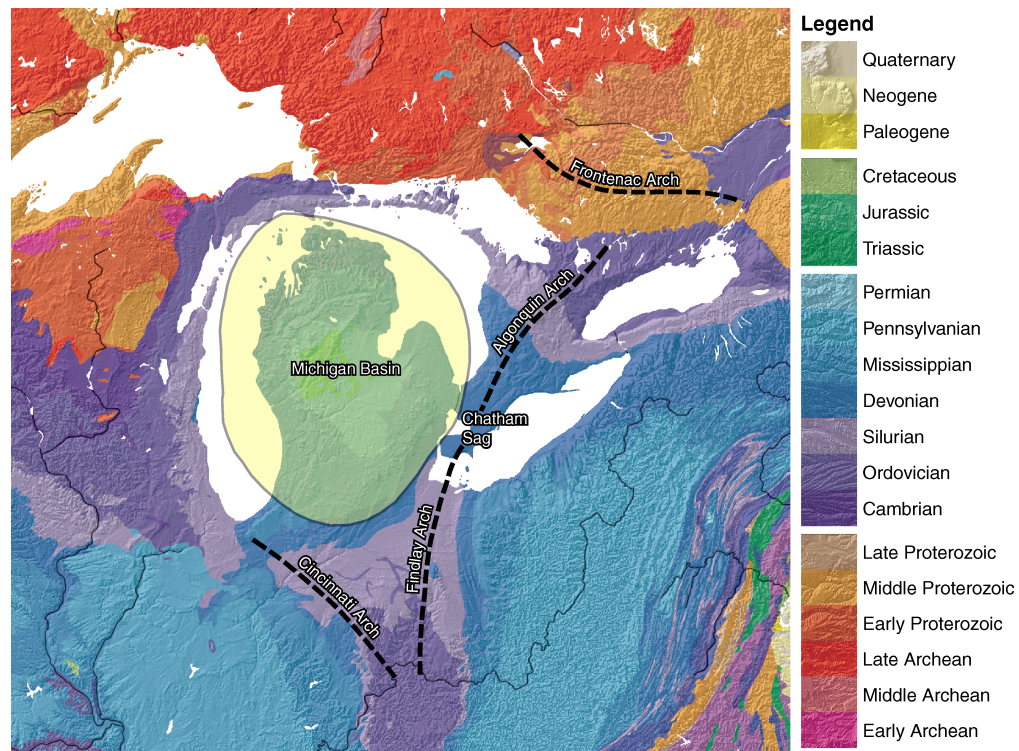 Frontenac Arch
Algonquin Arch
Michigan Basin
Chatham
Sag
Findlay Arch
Cincinnati Arch
Legend
Quaternary
Neogene
Paleogene
Cretaceous
Jurassic
Triassic
Permian
Pennsylvanian
Mississippian
Devonian
Silurian
Ordovician
Cambrian
Late Proterozoic
Middle Proterozoic
Early Proterozoic
Late Archean
Middle Archean
Early Archean